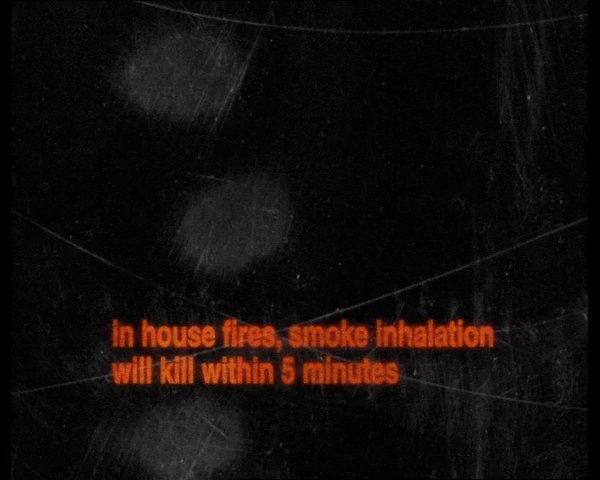 in house fires, smoke inhalation
will kill within 5 minutes